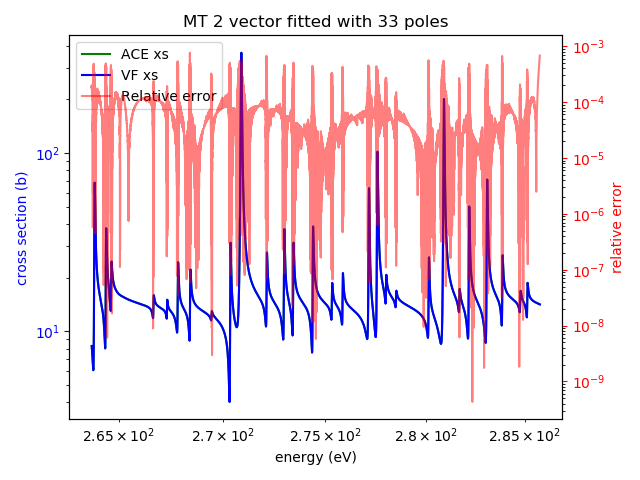 MT 2 vector fitted with 33 poles
ACE xs
VF xs
Relative error
cross section (b)
10²
10¹
relative error
10⁻³
10⁻⁴
10⁻⁵
10⁻⁶
10⁻⁷
10⁻⁸
10⁻⁹
2.65 × 10² 2.7 × 10² 2.75 × 10² 2.8 × 10² 2.85 × 10²
energy (eV)